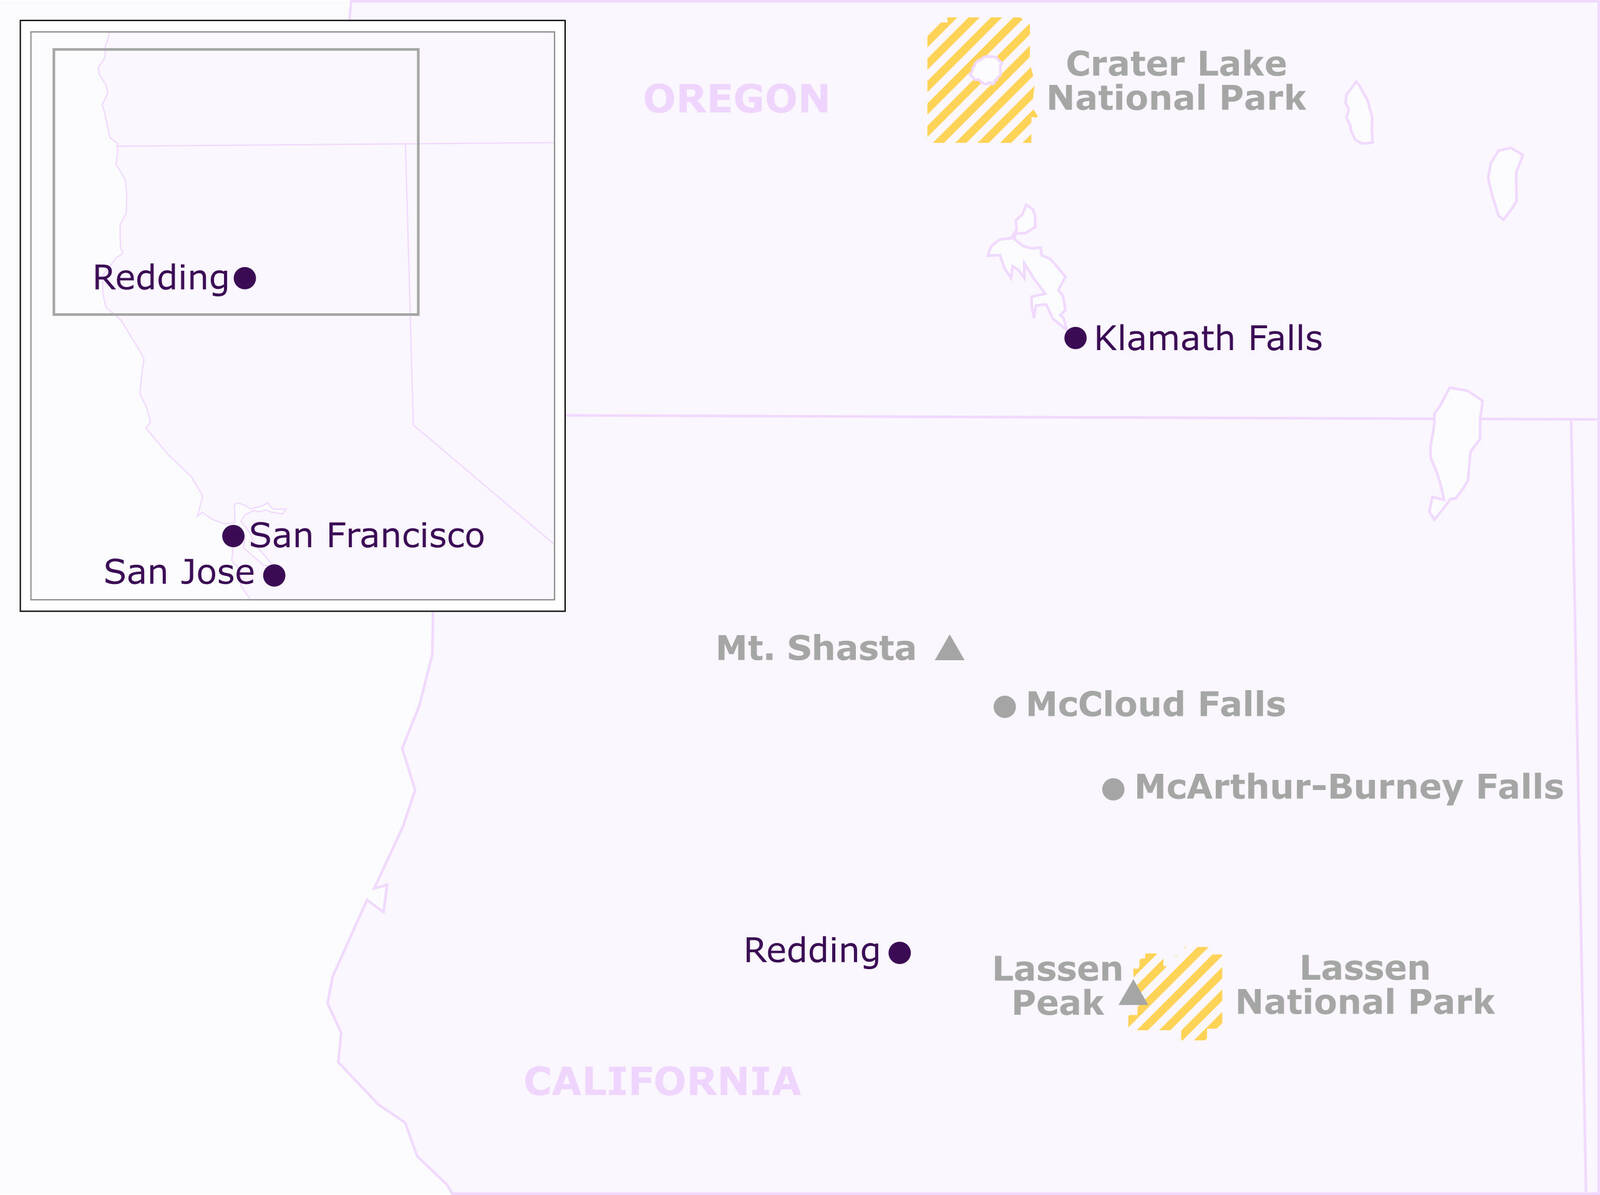 OREGON
Crater Lake
National Park
Redding
Klamath Falls
San Francisco
San Jose
Mt. Shasta
McCloud Falls
McArthur-Burney Falls
Redding
Lassen
Peak
Lassen
National Park
CALIFORNIA